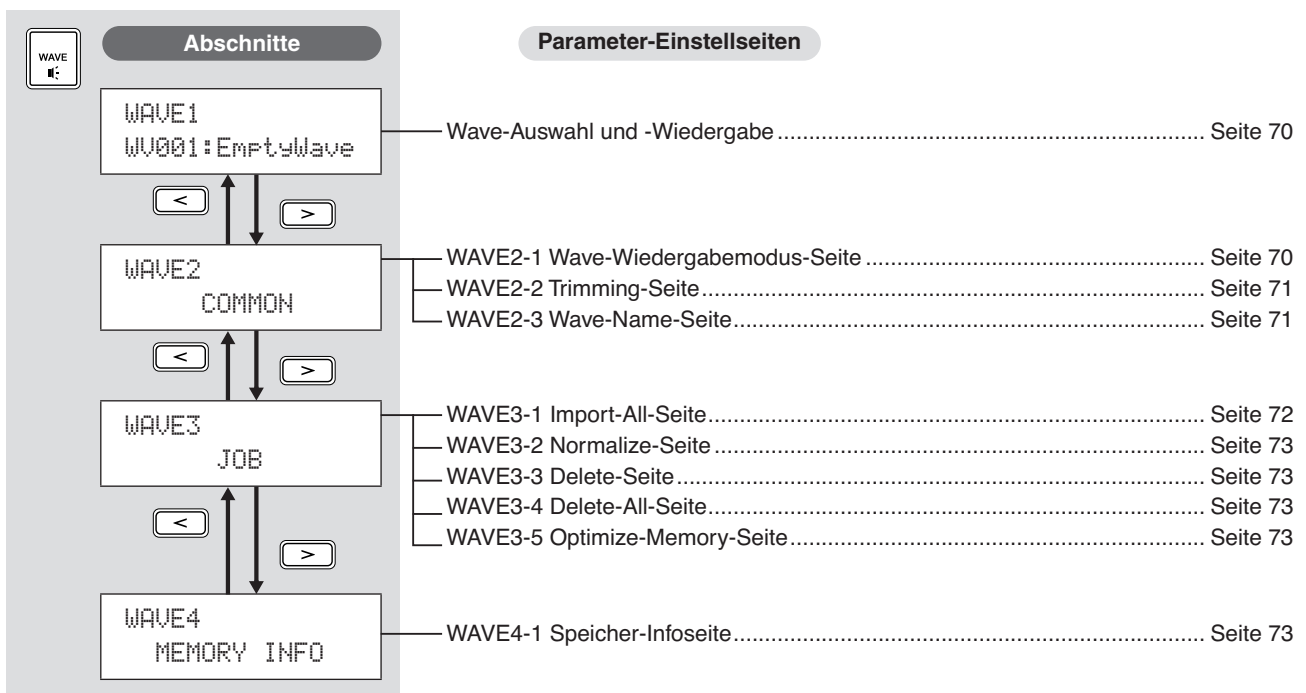 WAVE
Abschnitte
Parameter-Einstellseiten
WAVE1
WV001:EmptyWave
Wave-Auswahl und -Wiedergabe ........ Seite 70
<
>
WAVE2
COMMON
WAVE2-1 Wave-Wiedergabemodus-Seite ........ Seite 70
WAVE2-2 Trimming-Seite ........ Seite 71
WAVE2-3 Wave-Name-Seite ........ Seite 71
<
>
WAVE3
JOB
WAVE3-1 Import-All-Seite ........ Seite 72
WAVE3-2 Normalize-Seite ........ Seite 73
WAVE3-3 Delete-Seite ........ Seite 73
WAVE3-4 Delete-All-Seite ........ Seite 73
WAVE3-5 Optimize-Memory-Seite ........ Seite 73
<
>
WAVE4
MEMORY INFO
WAVE4-1 Speicher-Infoseite ........ Seite 73